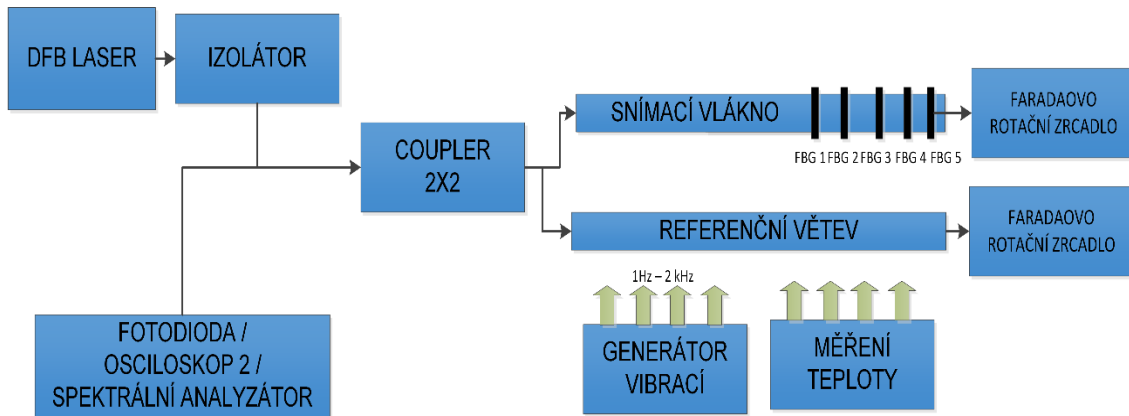 DFB LASER
IZOLÁTOR
COUPLER
2X2
SNÍMACÍ VLÁKNO
FBG 1 FBG 2 FBG 3 FBG 4 FBG 5
FARADAOVO
ROTAČNÍ ZRCADLO
REFERENČNÍ VĚTEV
FARADAOVO
ROTAČNÍ ZRCADLO
1Hz – 2 kHz
GENERÁTOR
VIBRACÍ
MĚŘENÍ
TEPLOTY
FOTODIODA /
OSCILOSKOP 2 /
SPEKTRÁLNÍ ANALYZÁTOR